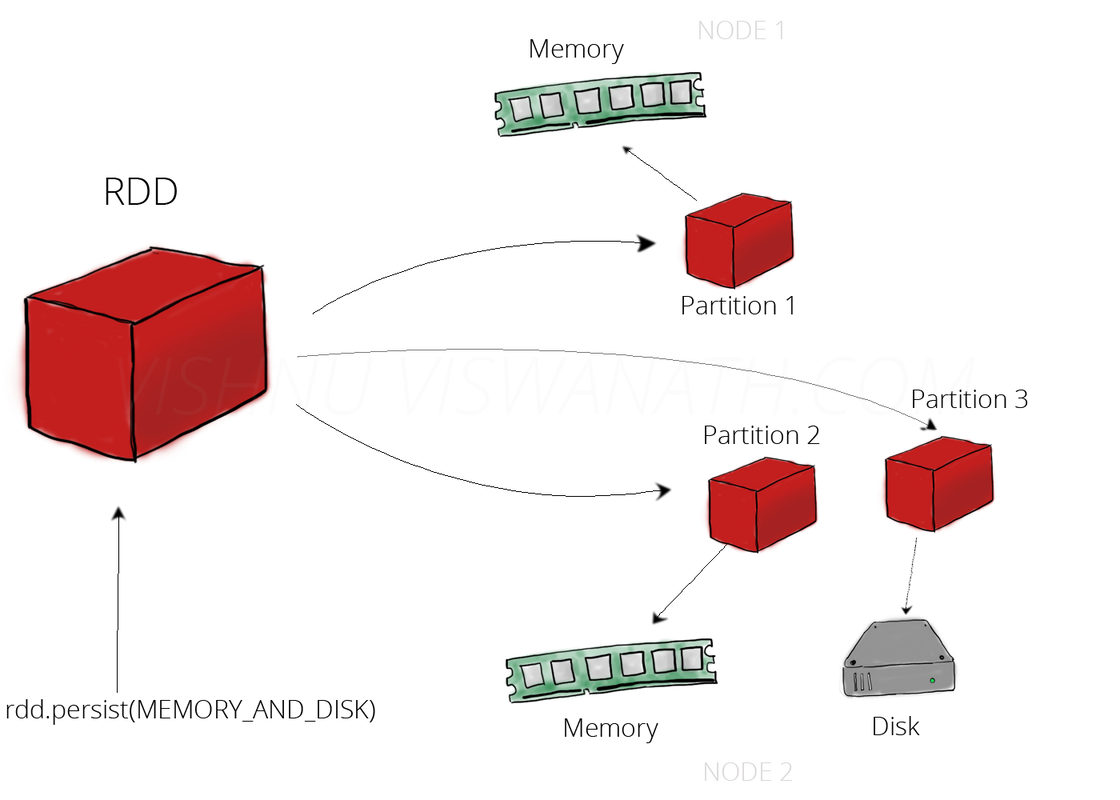 NODE 1
Memory
RDD
Partition 1
VISHNU VISWANATH.COM
Partition 3
Partition 2
rdd.persist(MEMORY_AND_DISK)
Memory
Disk
NODE 2